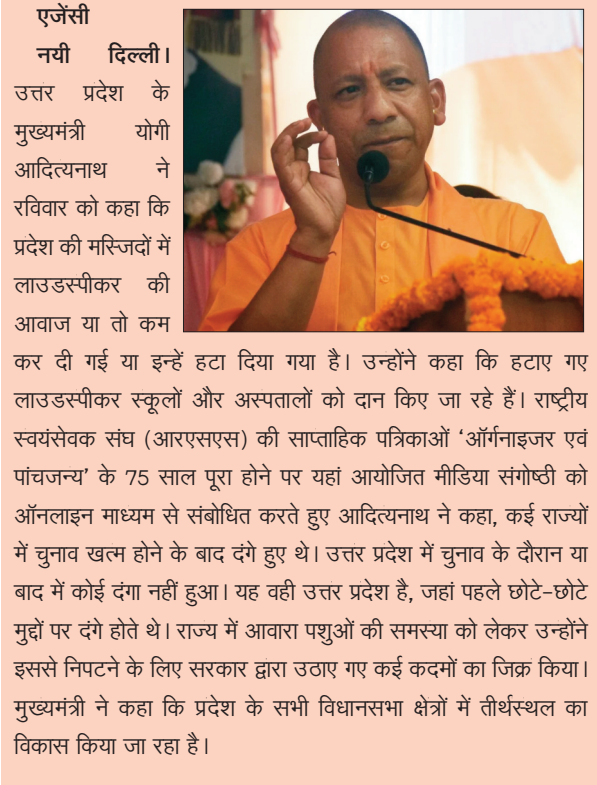 एजेंसी
नयी दिल्ली।
उत्तर प्रदेश के
मुख्यमंत्री योगी
आदित्यनाथ ने
रविवार को कहा कि
प्रदेश की मस्जिदों में
लाउडस्पीकर की
आवाज या तो कम
कर दी गई या इन्हें हटा दिया गया है। उन्होंने कहा कि हटाए गए
लाउडस्पीकर स्कूलों और अस्पतालों को दान किए जा रहे हैं। राष्ट्रीय
स्वयंसेवक संघ (आरएसएस) की साप्ताहिक पत्रिकाओं ‘ऑर्गनाइजर एवं
पांचजन्य’ के 75 साल पूरा होने पर यहां आयोजित मीडिया संगोष्ठी को
ऑनलाइन माध्यम से संबोधित करते हुए आदित्यनाथ ने कहा, कई राज्यों
में चुनाव खत्म होने के बाद दंगे हुए थे। उत्तर प्रदेश में चुनाव के दौरान या
बाद में कोई दंगा नहीं हुआ। यह वही उत्तर प्रदेश है, जहां पहले छोटे-छोटे
मुद्दों पर दंगे होते थे। राज्य में आवारा पशुओं की समस्या को लेकर उन्होंने
इससे निपटने के लिए सरकार द्वारा उठाए गए कई कदमों का जिक्र किया।
मुख्यमंत्री ने कहा कि प्रदेश के सभी विधानसभा क्षेत्रों में तीर्थस्थल का
विकास किया जा रहा है।